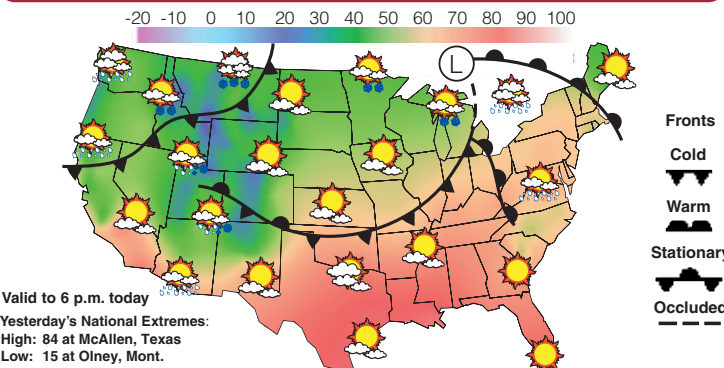 -20 -10 0 10 20 30 40 50 60 70 80 90 100
L
Fronts
Cold
Warm
Stationary
Occluded
Valid to 6 p.m. today
Yesterday's National Extremes:
High: 84 at McAllen, Texas
Low: 15 at Olney, Mont.